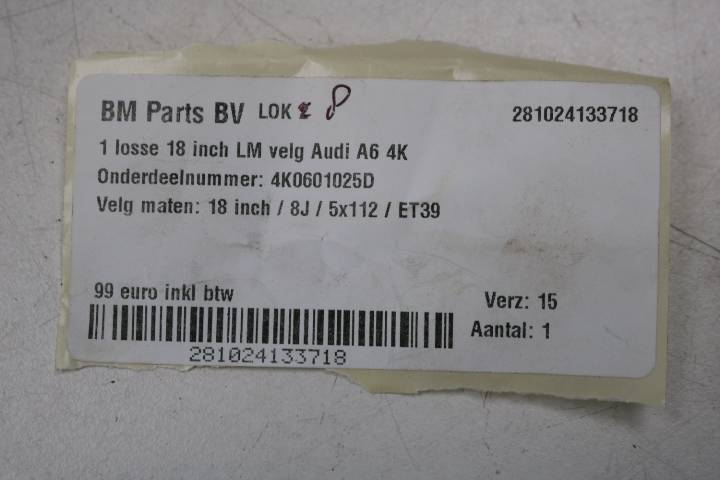 BM Parts BV LOK 8 281024133718
1 losse 18 inch LM velg Audi A6 4K
Onderdeelnummer: 4K0601025D
Velg maten: 18 inch / 8J / 5x112 / ET39
99 euro inkl btw Verz: 15
Aantal: 1
281024133718